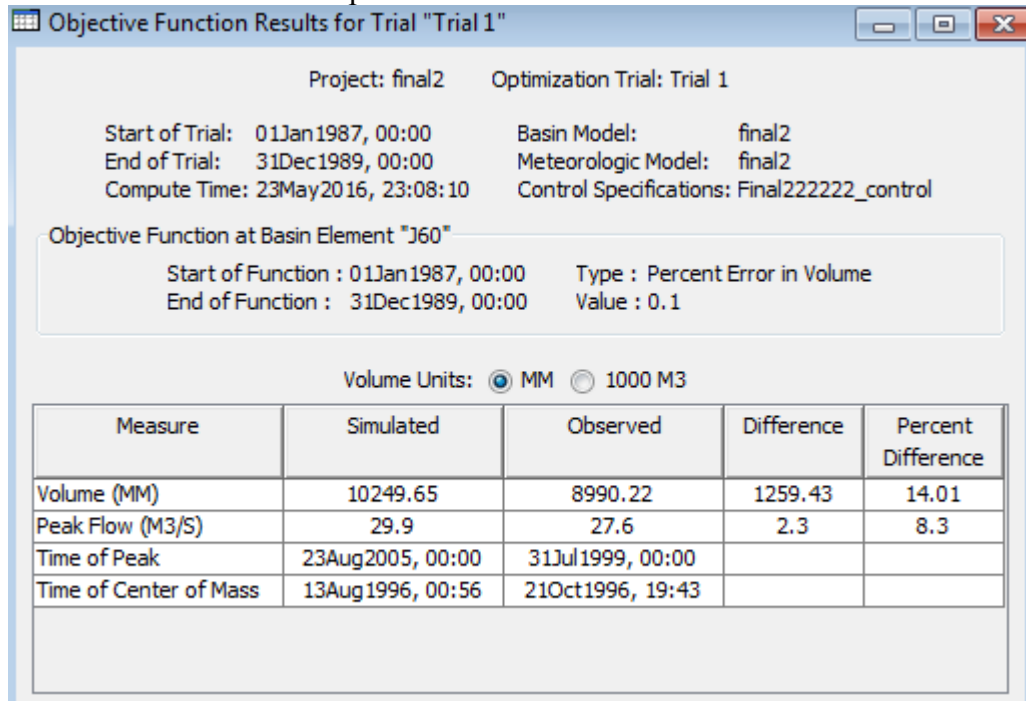 Objective Function Results for Trial "Trial 1"
Project: final2 Optimization Trial: Trial 1
Start of Trial: 01Jan1987, 00:00 Basin Model: final2
End of Trial: 31Dec1989, 00:00 Meteorologic Model: final2
Compute Time: 23May2016, 23:08:10 Control Specifications: Final222222_control
Objective Function at Basin Element "J60"
Start of Function : 01Jan1987, 00:00 Type : Percent Error in Volume
End of Function : 31Dec1989, 00:00 Value : 0.1
Volume Units: MM 1000 M3
Measure Simulated Observed Difference Percent Difference
Volume (MM) 10249.65 8990.22 1259.43 14.01
Peak Flow (M3/S) 29.9 27.6 2.3 8.3
Time of Peak 23Aug2005, 00:00 31Jul1999, 00:00
Time of Center of Mass 13Aug1996, 00:56 21Oct1996, 19:43